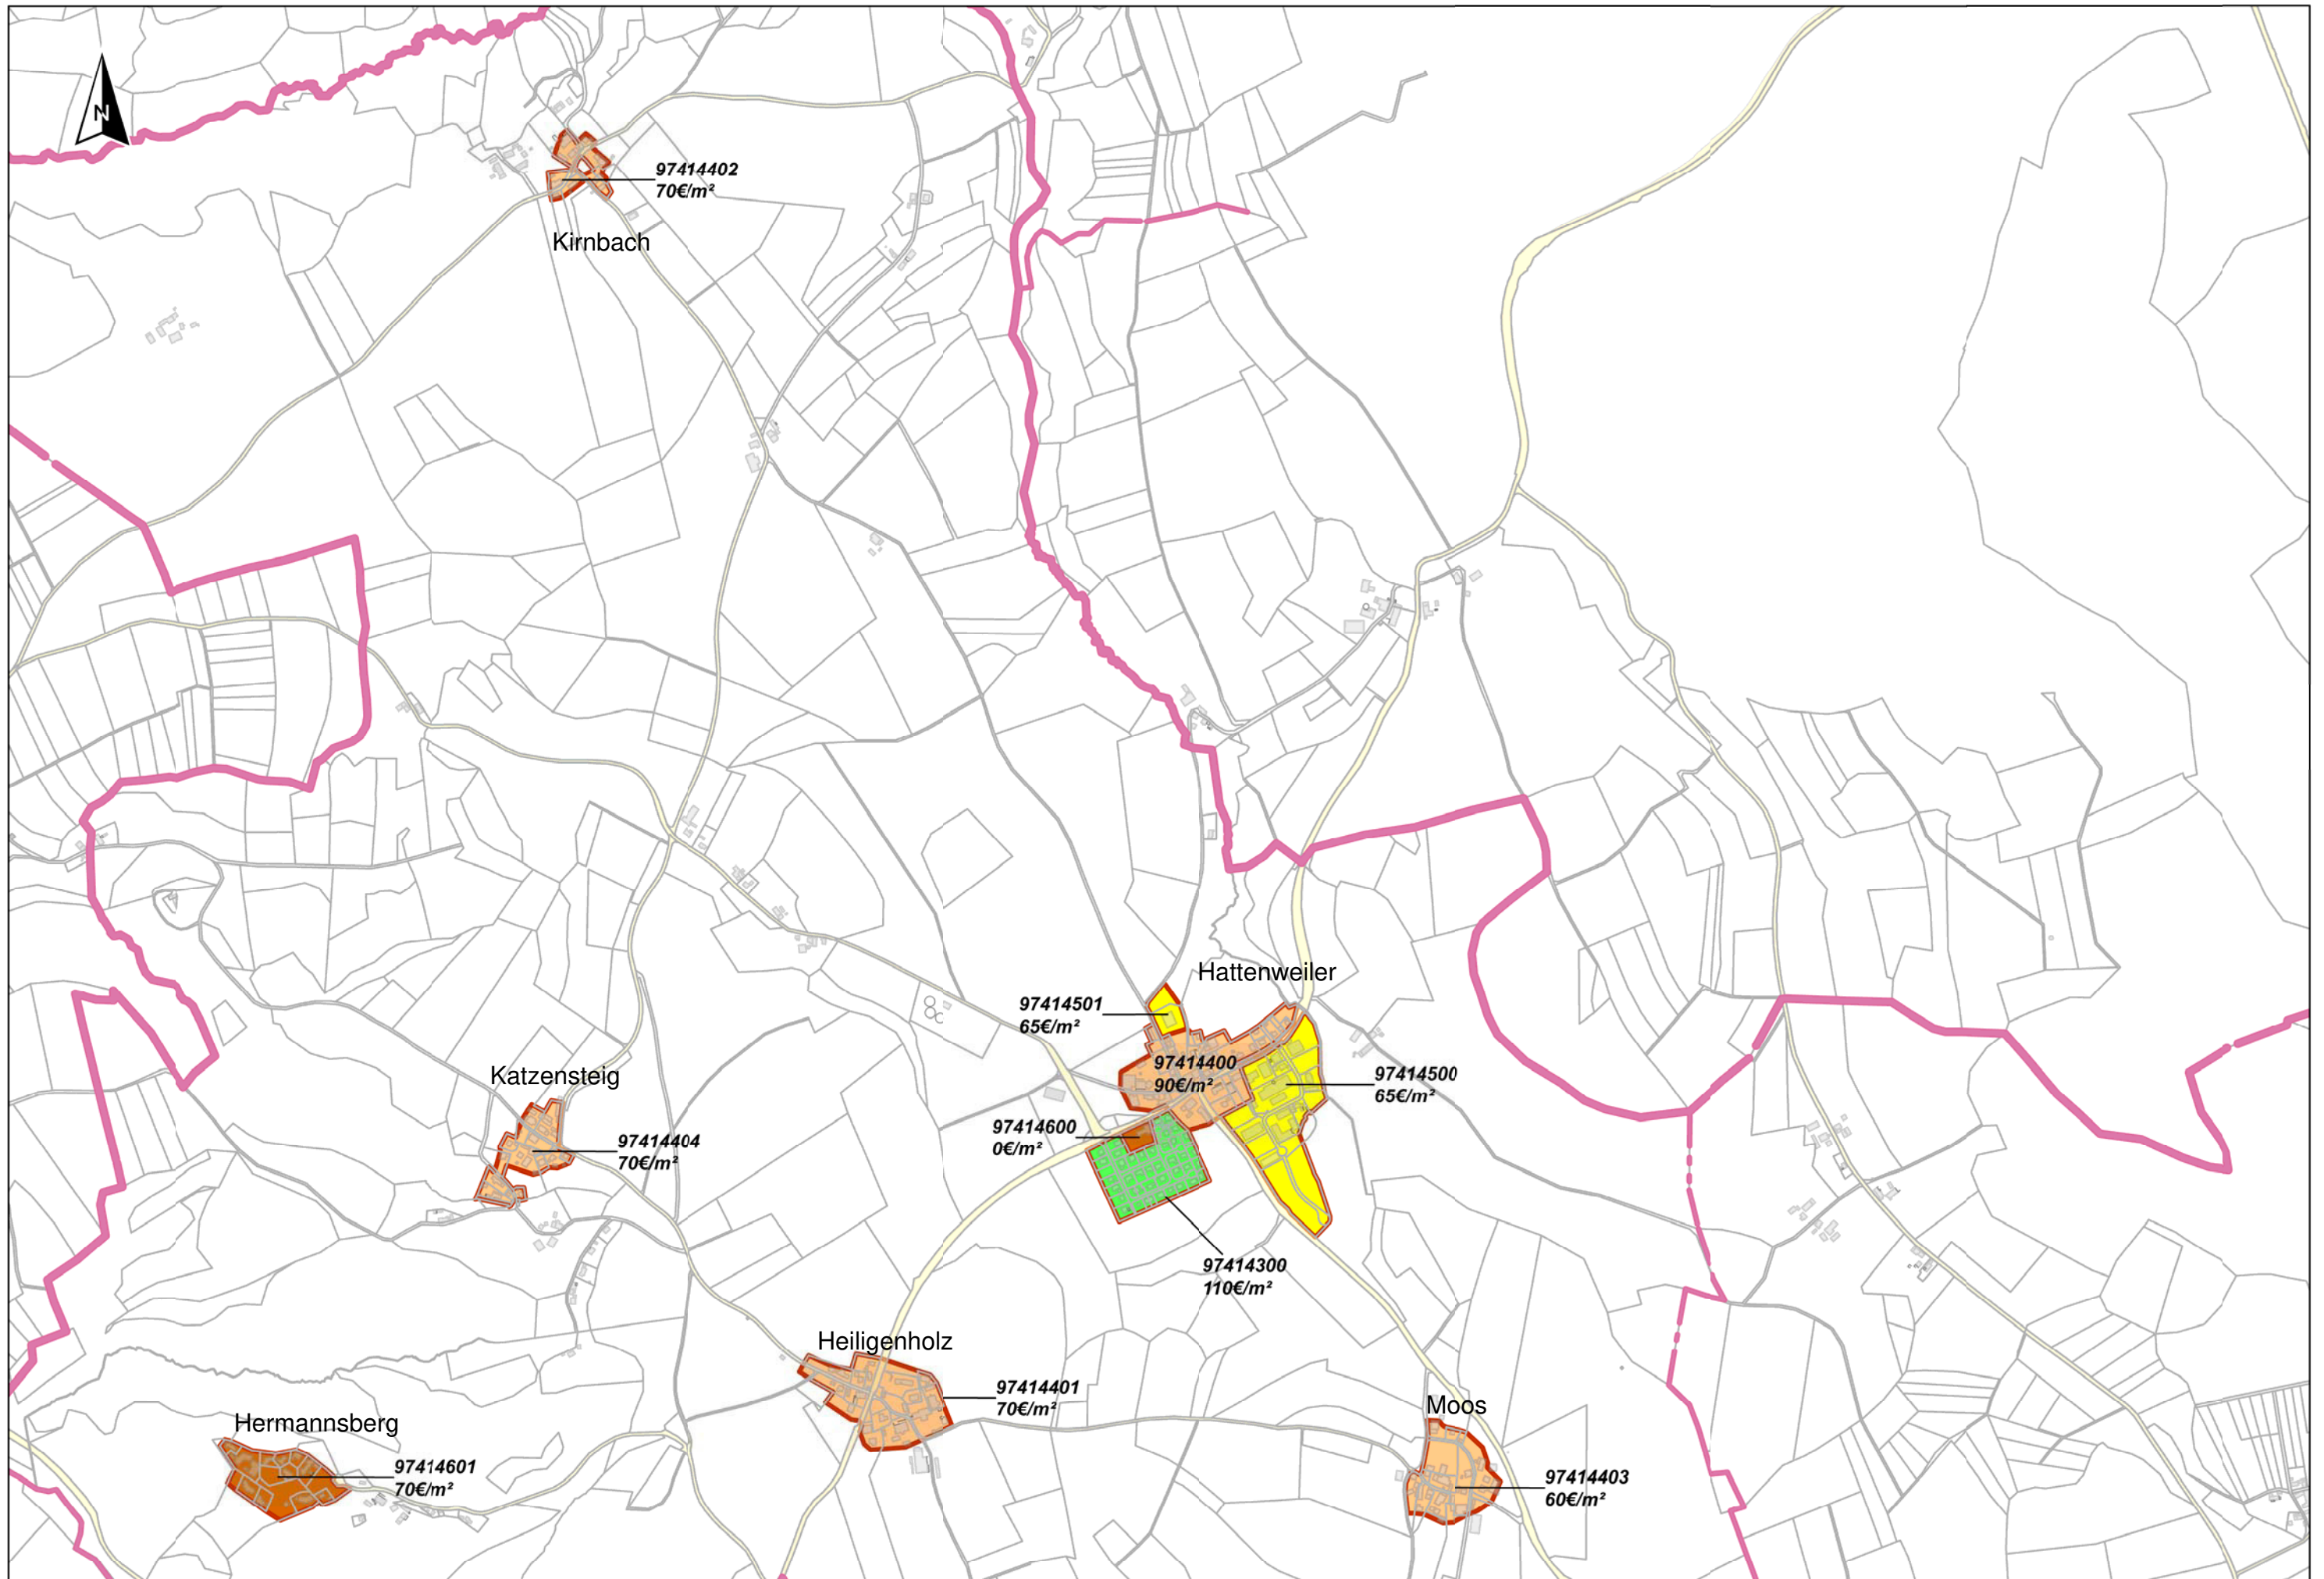 N
97414402
70€/m²
Kirnbach
Hattenweiler
97414501
65€/m²
97414400
90€/m²
97414500
65€/m²
Katzensteig
97414600
0€/m²
97414404
70€/m²
97414300
110€/m²
Heiligenholz
97414401
70€/m²
Moos
Hermannsberg
97414601
70€/m²
97414403
60€/m²